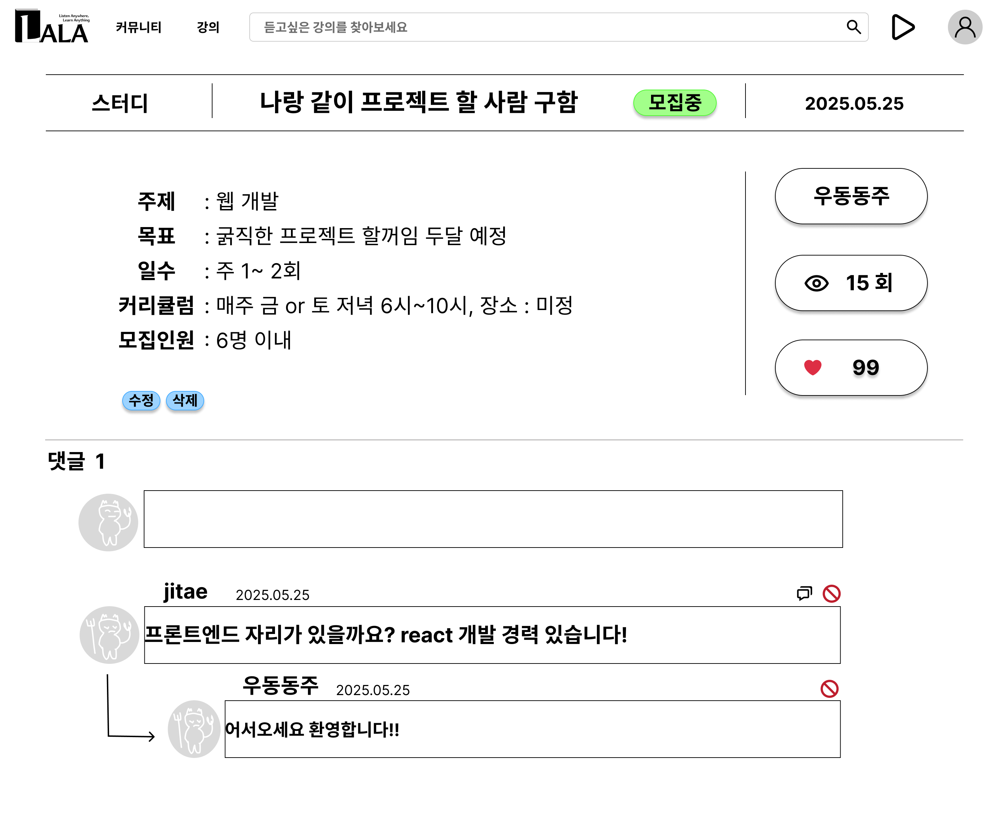 LALA
Listen Anywhere,
Learn Anything
커뮤니티 강의 듣고싶은 강의를 찾아보세요
스터디 나랑 같이 프로젝트 할 사람 구함 모집중 2025.05.25
우동동주
주제 : 웹 개발
목표 : 굵직한 프로젝트 할꺼임 두달 예정
일수 : 주 1~ 2회
15 회
커리큘럼 : 매주 금 or 토 저녁 6시~10시, 장소 : 미정
모집인원 : 6명 이내
99
수정 삭제
댓글 1
jitae 2025.05.25
프론트엔드 자리가 있을까요? react 개발 경력 있습니다!
우동동주 2025.05.25
어서오세요 환영합니다!!